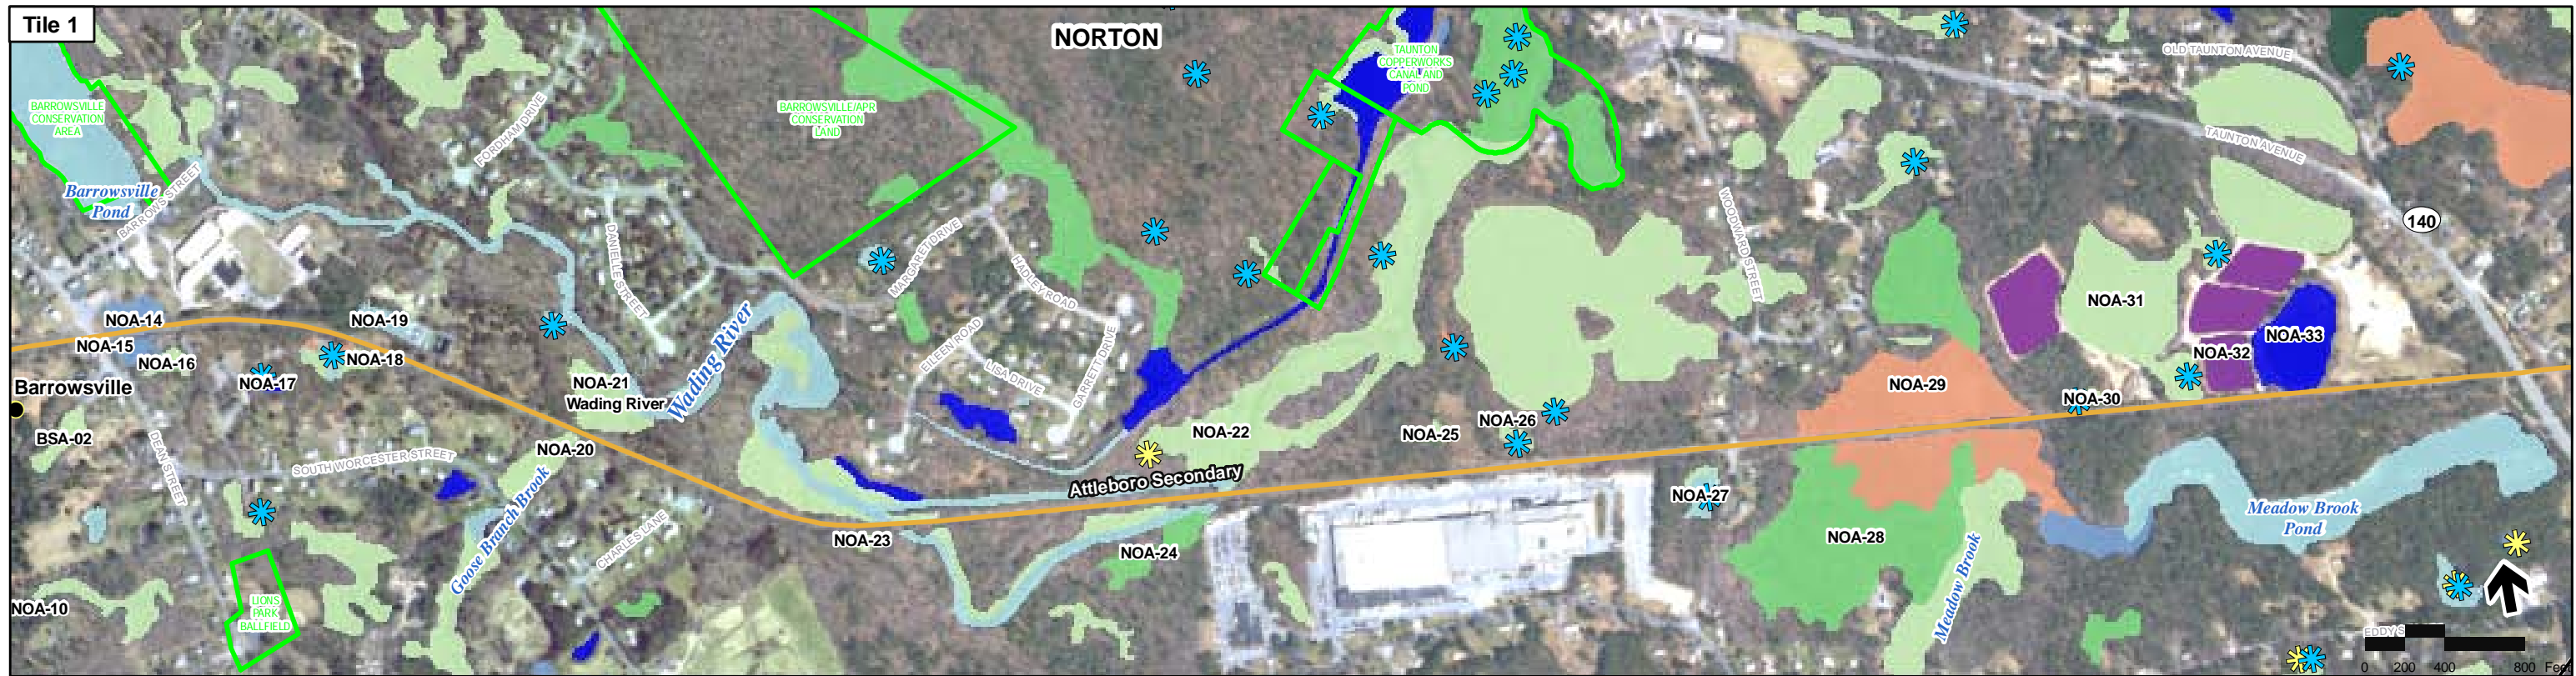 Tile 1
NORTON
TAUNTON
COPPERWORKS
CANAL AND
POND
OLD TAUNTON AVENUE
BARROWSVILLE
CONSERVATION
AREA
BARROWSVILLE/APR
CONSERVATION
LAND
FORDHAM DRIVE
TAUNTON AVENUE
Barrowsville
Pond
BARROWS STREET
140
DANIELLE STREET
MARGARET DRIVE
HADLEY ROAD
WOODWARD STREET
NOA-31
NOA-14
NOA-19
NOA-33
NOA-15
NOA-16
NOA-18
NOA-32
EILEEN ROAD
GARRETT DRIVE
LISA DRIVE
Wading River
Barrowsville
NOA-17
NOA-21
Wading River
NOA-29
NOA-30
BSA-02
NOA-20
NOA-22
NOA-25
NOA-26
DEAN STREET
SOUTH WORCESTER STREET
Attleboro Secondary
NOA-27
Goose Branch Brook
CHARLES LANE
NOA-23
NOA-24
NOA-28
Meadow Brook
Pond
Meadow Brook
NOA-10
LIONS
PARK
BALLFIELD
EDDY S
0 200 400 800 Feet